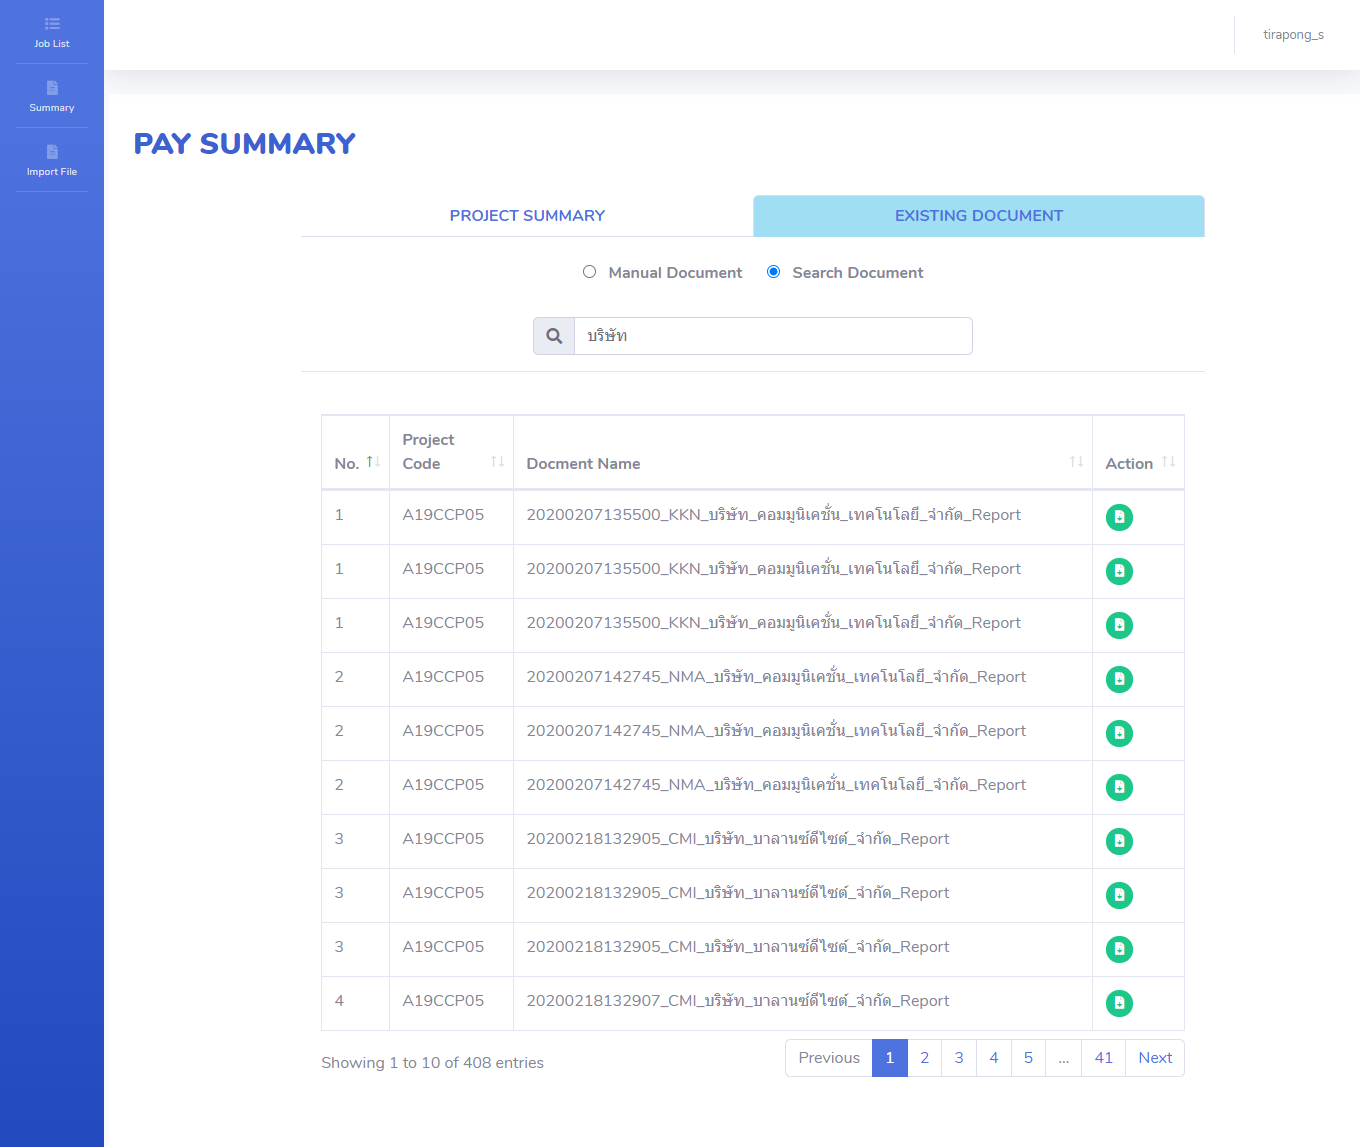 Job List
Summary
Import File
tirapong_s
PAY SUMMARY
PROJECT SUMMARY EXISTING DOCUMENT
Manual Document Search Document
บริษัท
No. Project Code Docment Name Action
1 A19CCP05 20200207135500_KKN_บริษัท_คอมมูนิเคชั่น_เทคโนโลยี_จำกัด_Report
1 A19CCP05 20200207135500_KKN_บริษัท_คอมมูนิเคชั่น_เทคโนโลยี_จำกัด_Report
1 A19CCP05 20200207135500_KKN_บริษัท_คอมมูนิเคชั่น_เทคโนโลยี_จำกัด_Report
2 A19CCP05 20200207142745_NMA_บริษัท_คอมมูนิเคชั่น_เทคโนโลยี_จำกัด_Report
2 A19CCP05 20200207142745_NMA_บริษัท_คอมมูนิเคชั่น_เทคโนโลยี_จำกัด_Report
2 A19CCP05 20200207142745_NMA_บริษัท_คอมมูนิเคชั่น_เทคโนโลยี_จำกัด_Report
3 A19CCP05 20200218132905_CMI_บริษัท_บาลานซ์ดีไซต์_จำกัด_Report
3 A19CCP05 20200218132905_CMI_บริษัท_บาลานซ์ดีไซต์_จำกัด_Report
3 A19CCP05 20200218132905_CMI_บริษัท_บาลานซ์ดีไซต์_จำกัด_Report
4 A19CCP05 20200218132907_CMI_บริษัท_บาลานซ์ดีไซต์_จำกัด_Report
Showing 1 to 10 of 408 entries Previous 1 2 3 4 5 ... 41 Next